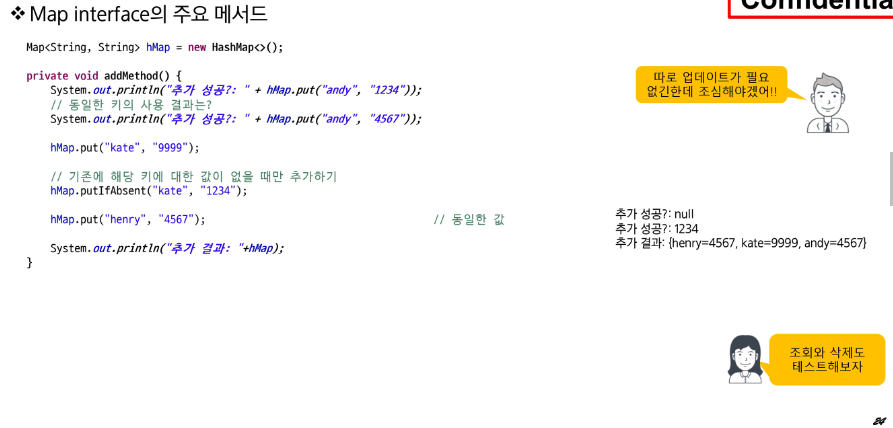 ❖ Map interface의 주요 메서드
Map<String, String> hMap = new HashMap<>();
private void addMethod() {
System.out.println("추가 성공?: " + hMap.put("andy", "1234"));
// 동일한 키의 사용 결과는?
System.out.println("추가 성공?: " + hMap.put("andy", "4567"));
hMap.put("kate", "9999");
// 기존에 해당 키에 대한 값이 없을 때만 추가하기
hMap.putIfAbsent("kate", "1234");
hMap.put("henry", "4567"); // 동일한 값
System.out.println("추가 결과: "+hMap);
}
따로 업데이트가 필요
없긴한데 조심해야겠어!!
추가 성공?: null
추가 성공?: 1234
추가 결과: {henry=4567, kate=9999, andy=4567}
조회와 삭제도
테스트해보자
24